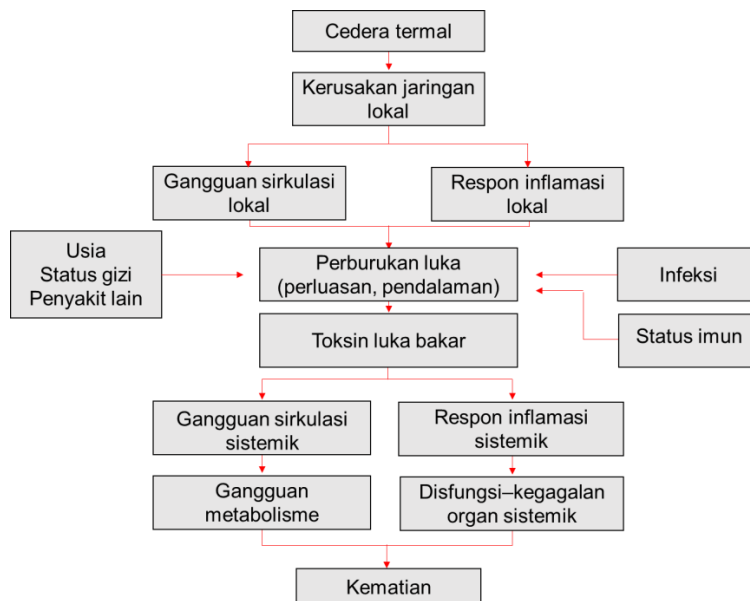 Cedera termal
Kerusakan jaringan
lokal
Gangguan sirkulasi
lokal
Respon inflamasi
lokal
Usia
Status gizi
Penyakit lain
Perburukan luka
(perluasan, pendalaman)
Infeksi
Status imun
Toksin luka bakar
Gangguan sirkulasi
sistemik
Respon inflamasi
sistemik
Gangguan
metabolisme
Disfungsi–kegagalan
organ sistemik
Kematian